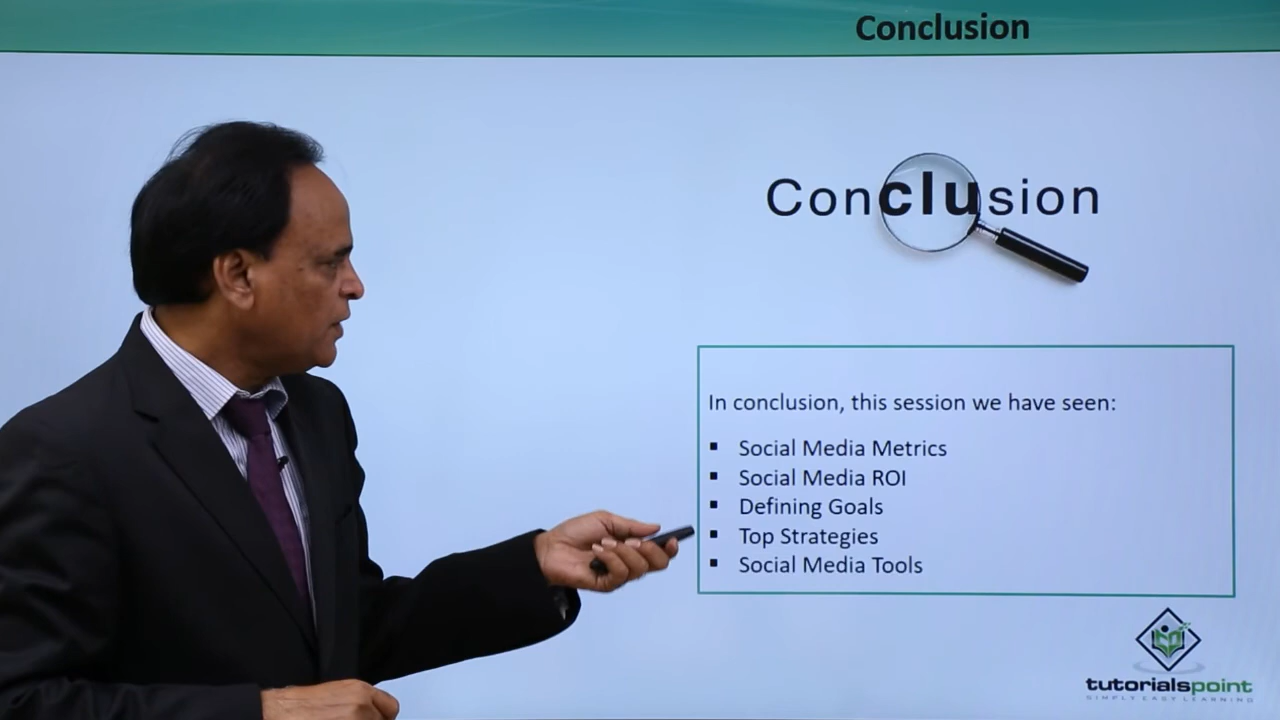 Conclusion
Conclusion
In conclusion, this session we have seen:
▪ Social Media Metrics
▪ Social Media ROI
▪ Defining Goals
▪ Top Strategies
▪ Social Media Tools
tutorialspoint
SIMPLY EASY LEARNING